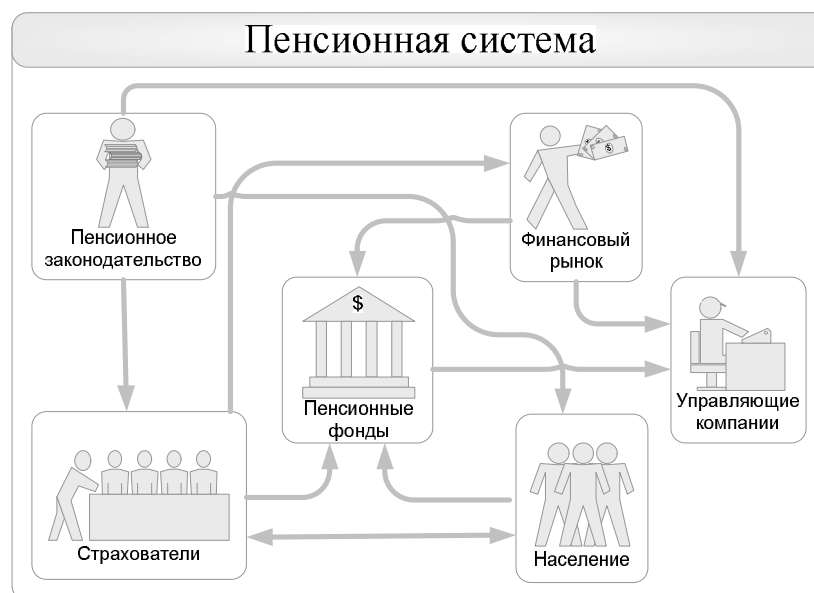 Пенсионная система
Пенсионное
законодательство
Финансовый
рынок
$
Пенсионные
фонды
Управляющие
компании
Страхователи
Население